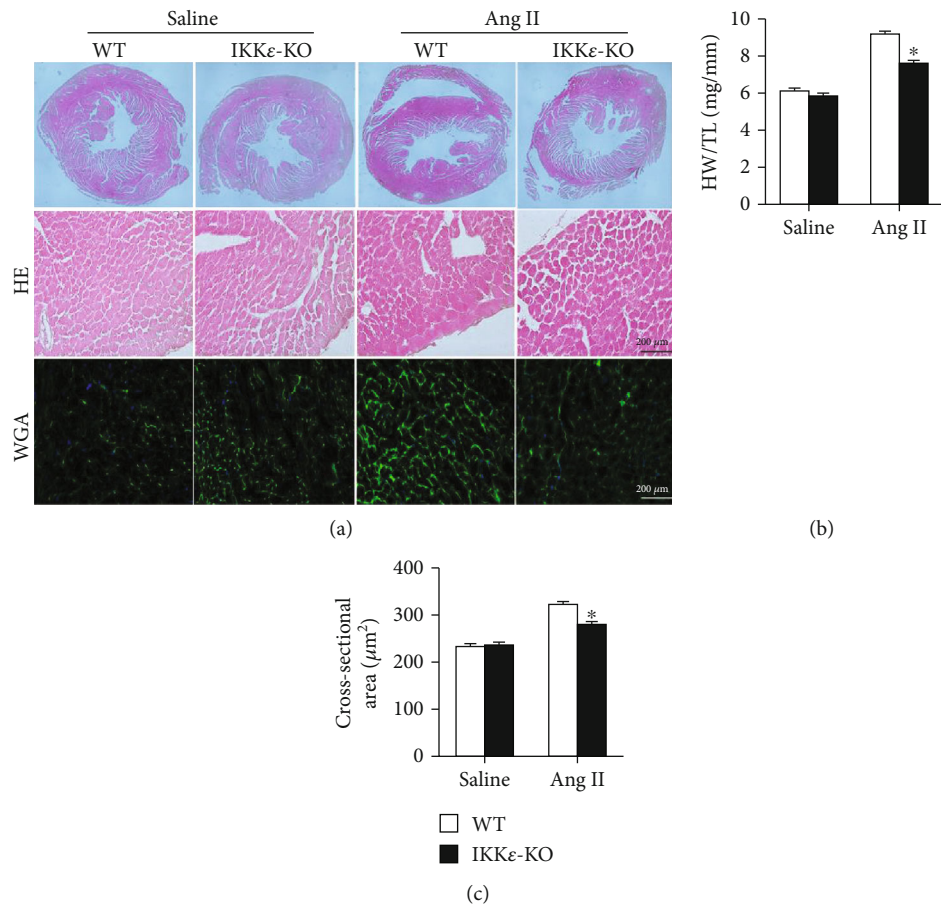 Saline
Ang II
WT
IKKε-KO
WT
IKKε-KO
HE
200 μm
WGA
200 μm
(a)
HW/TL (mg/mm)
10
8
6
4
2
0
*
Saline
Ang II
(b)
Cross-sectional
area (μm²)
400
300
200
100
0
*
Saline
Ang II
WT
IKKε-KO
(c)